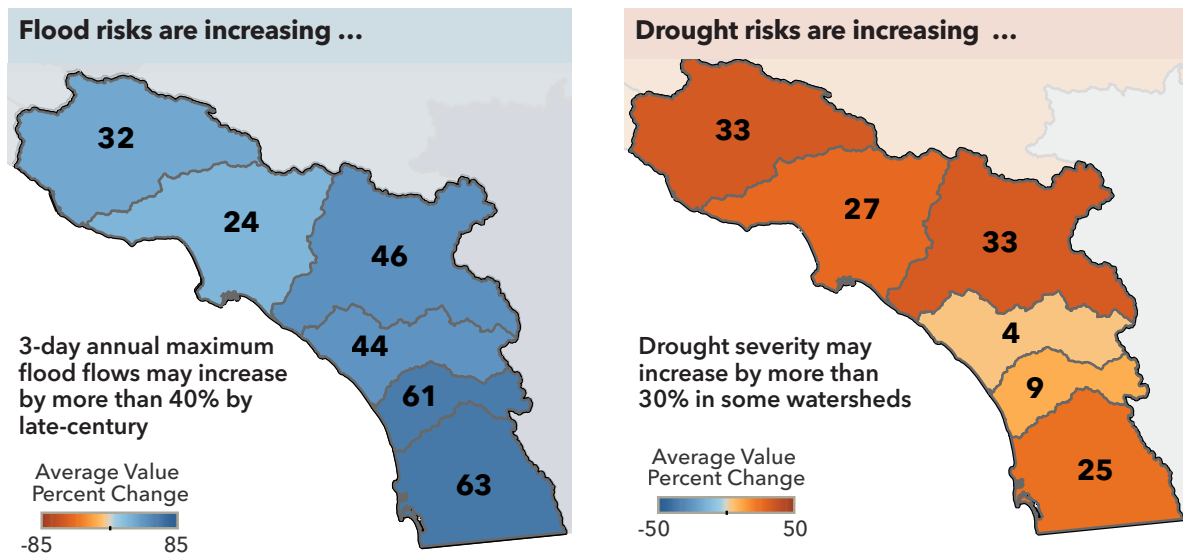 Flood risks are increasing ...
32
24
46
44
61
63
3-day annual maximum
flood flows may increase
by more than 40% by
late-century
Average Value
Percent Change
-85 85
Drought risks are increasing ...
33
27
33
4
9
25
Drought severity may
increase by more than
30% in some watersheds
Average Value
Percent Change
-50 50